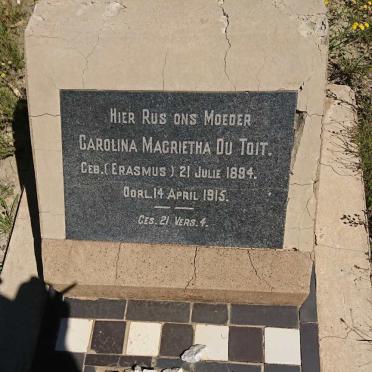 Hier Rus ons Moeder
Carolina Magrietha Du Toit.
Geb. (Erasmus) 21 Julie 1894.
Oorl. 14 April 1915.
Ges. 21 Vers. 4.